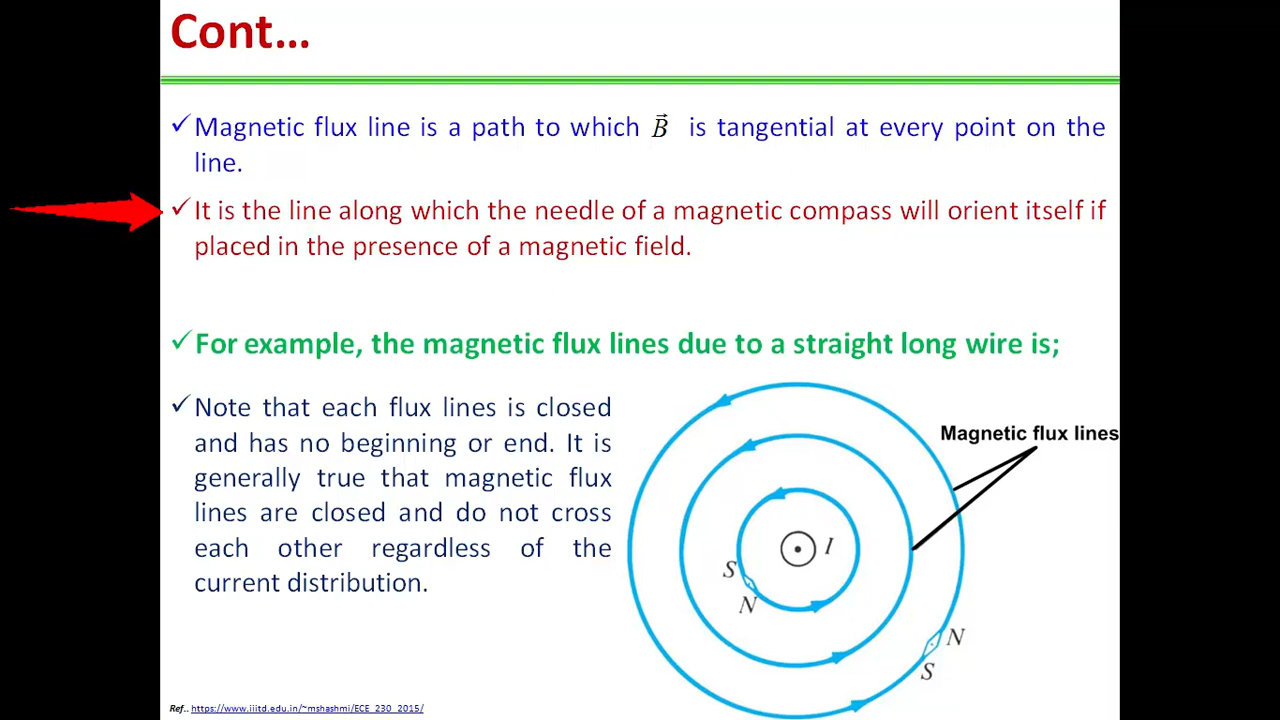 Cont...
✓ Magnetic flux line is a path to which B⃗ is tangential at every point on the
line.
✓ It is the line along which the needle of a magnetic compass will orient itself if
placed in the presence of a magnetic field.
✓ For example, the magnetic flux lines due to a straight long wire is;
✓ Note that each flux lines is closed
and has no beginning or end. It is
generally true that magnetic flux
lines are closed and do not cross
each other regardless of the
current distribution.
Magnetic flux lines
I
S
N
N
S
Ref.. https://www.iiitd.edu.in/~mshashmi/ECE_230_2015/